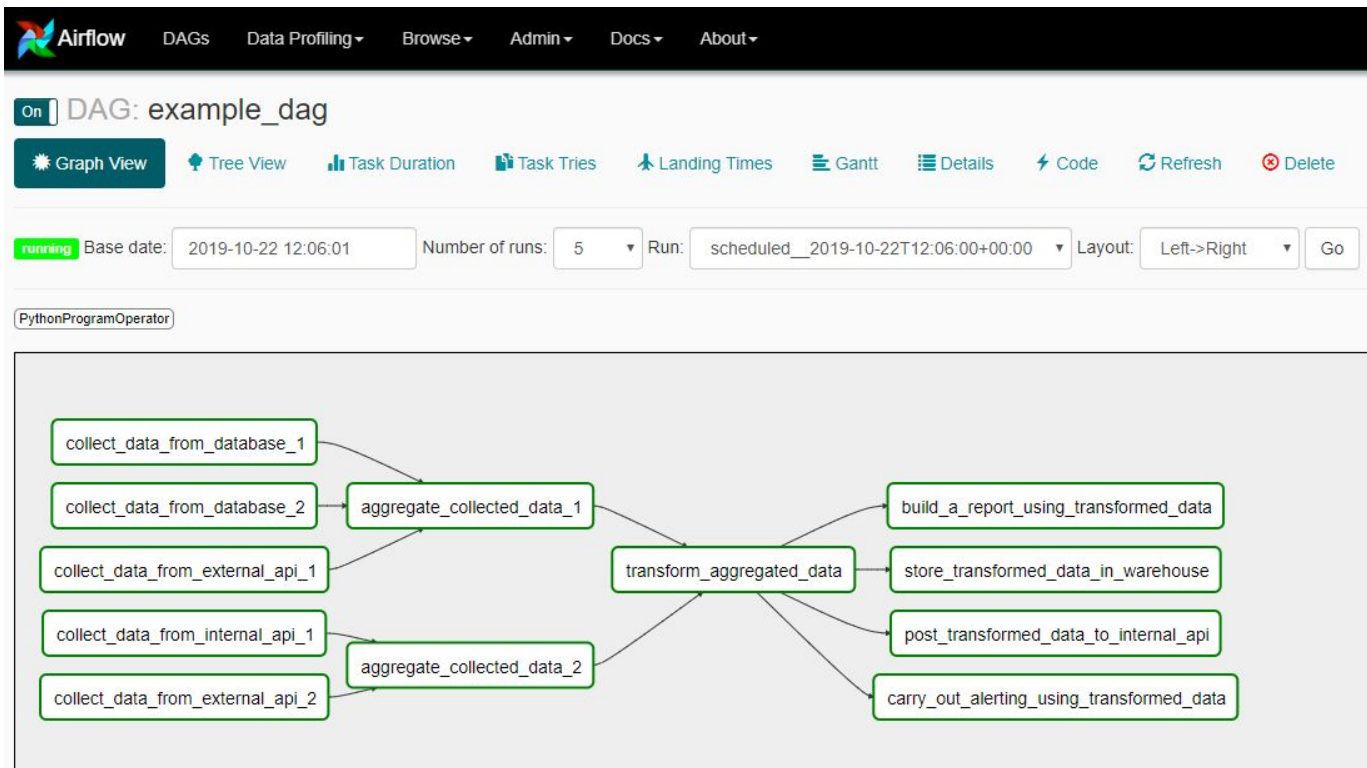 Airflow DAGs Data Profiling Browse Admin Docs About
On DAG: example_dag
Graph View Tree View Task Duration Task Tries Landing Times Gantt Details Code Refresh Delete
running Base date: 2019-10-22 12:06:01 Number of runs: 5 Run: scheduled__2019-10-22T12:06:00+00:00 Layout: Left->Right Go
PythonProgramOperator
collect_data_from_database_1
collect_data_from_database_2
collect_data_from_external_api_1
collect_data_from_internal_api_1
collect_data_from_external_api_2
aggregate_collected_data_1
aggregate_collected_data_2
transform_aggregated_data
build_a_report_using_transformed_data
store_transformed_data_in_warehouse
post_transformed_data_to_internal_api
carry_out_alerting_using_transformed_data